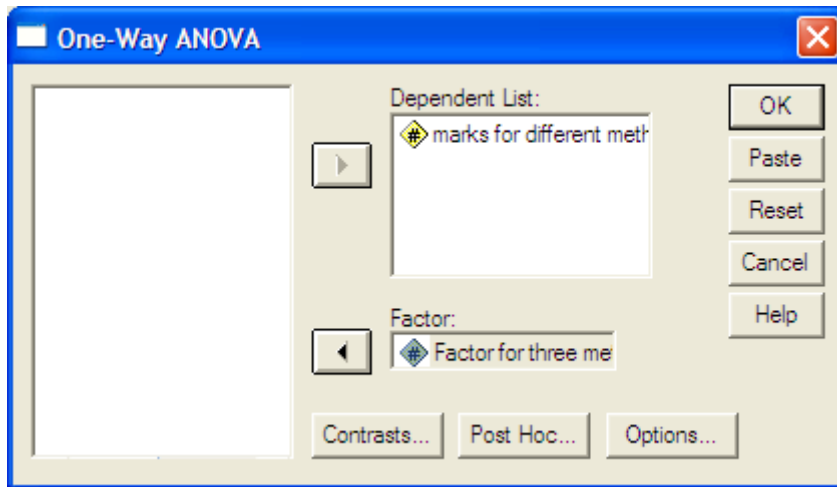 One-Way ANOVA
Dependent List:
# marks for different meth
OK
Paste
Reset
Cancel
Help
Factor:
# Factor for three me
Contrasts...
Post Hoc...
Options...